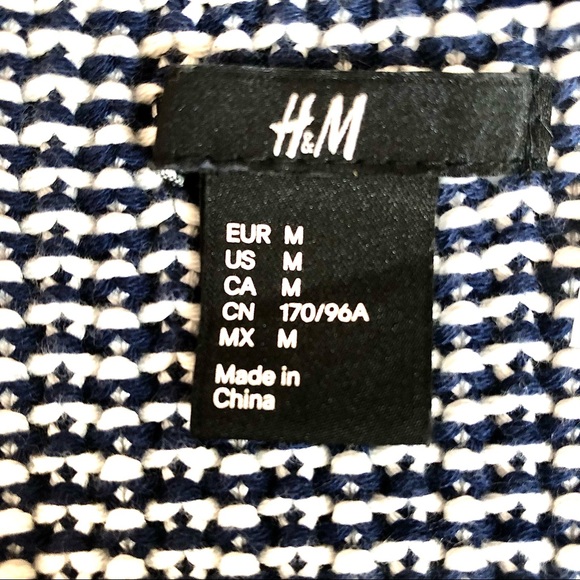 H&M
EUR M
US M
CA M
CN 170/96A
MX M
Made in
China